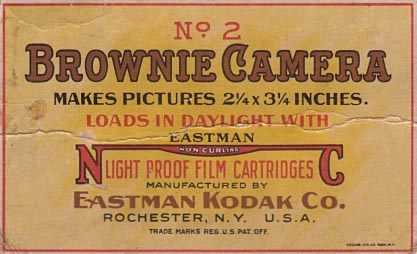 No 2
BROWNIE CAMERA
MAKES PICTURES 2¼ x 3¼ INCHES.
LOADS IN DAYLIGHT WITH
EASTMAN
NON-CURLING
N LIGHT PROOF FILM CARTRIDGES C
MANUFACTURED BY
EASTMAN KODAK CO.
ROCHESTER, N.Y. U.S.A.
TRADE MARKS REG. U.S. PAT. OFF.